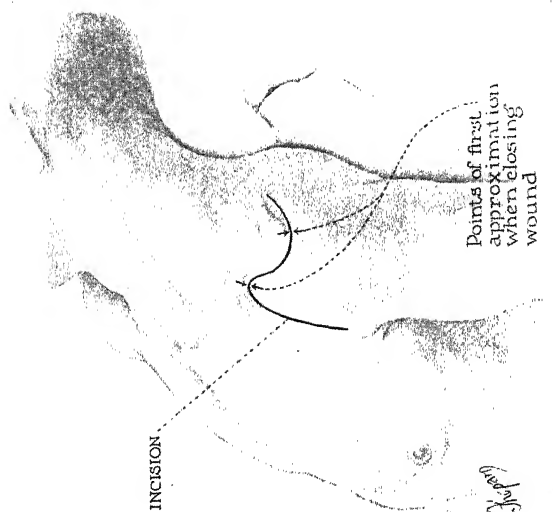 INCISION
Points of first
approximation
when closing
wound